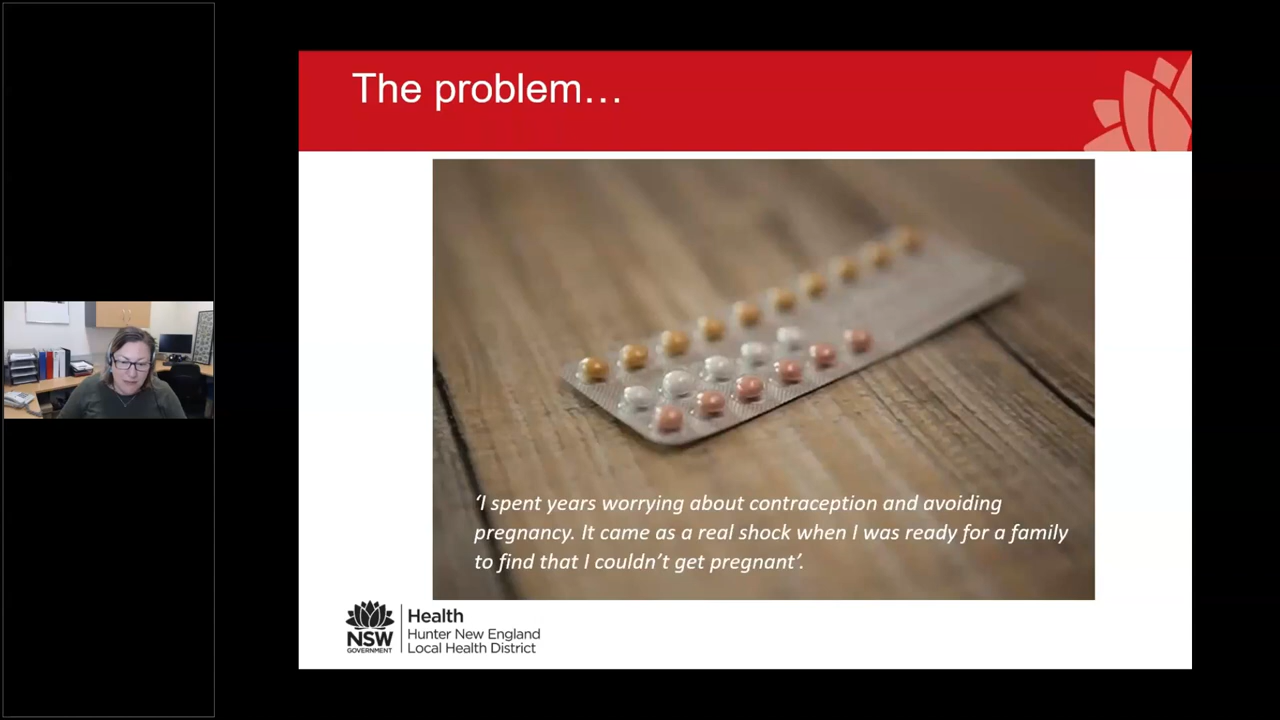 The problem…
‘I spent years worrying about contraception and avoiding
pregnancy. It came as a real shock when I was ready for a family
to find that I couldn’t get pregnant’.
NSW
GOVERNMENT
Health
Hunter New England
Local Health District